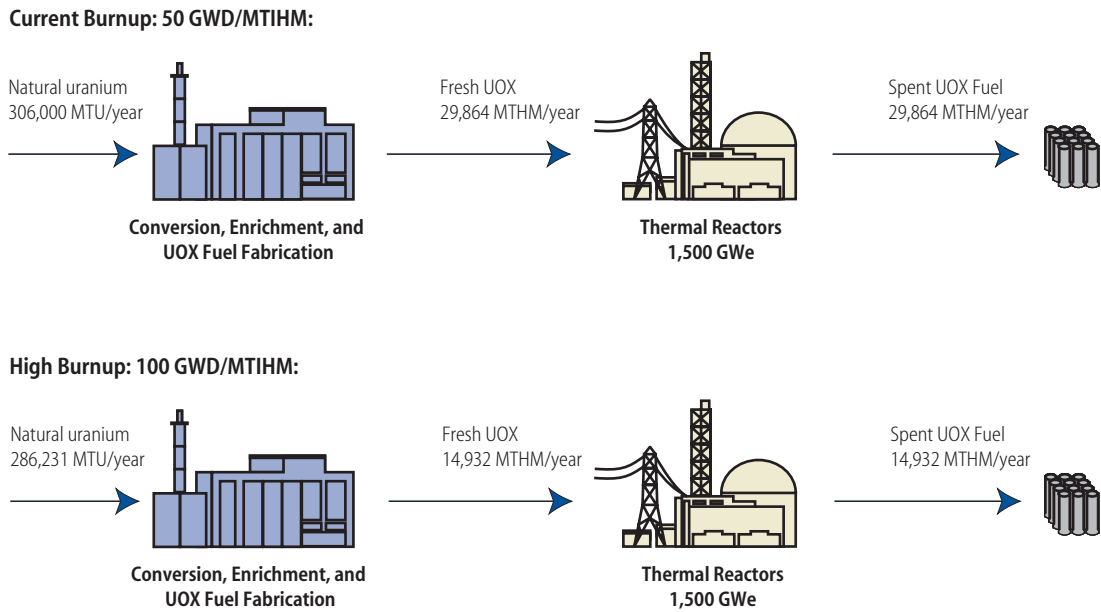 Current Burnup: 50 GWD/MTIHM:
Natural uranium
306,000 MTU/year
Fresh UOX
29,864 MTHM/year
Spent UOX Fuel
29,864 MTHM/year
Conversion, Enrichment, and
UOX Fuel Fabrication
Thermal Reactors
1,500 GWe
High Burnup: 100 GWD/MTIHM:
Natural uranium
286,231 MTU/year
Fresh UOX
14,932 MTHM/year
Spent UOX Fuel
14,932 MTHM/year
Conversion, Enrichment, and
UOX Fuel Fabrication
Thermal Reactors
1,500 GWe